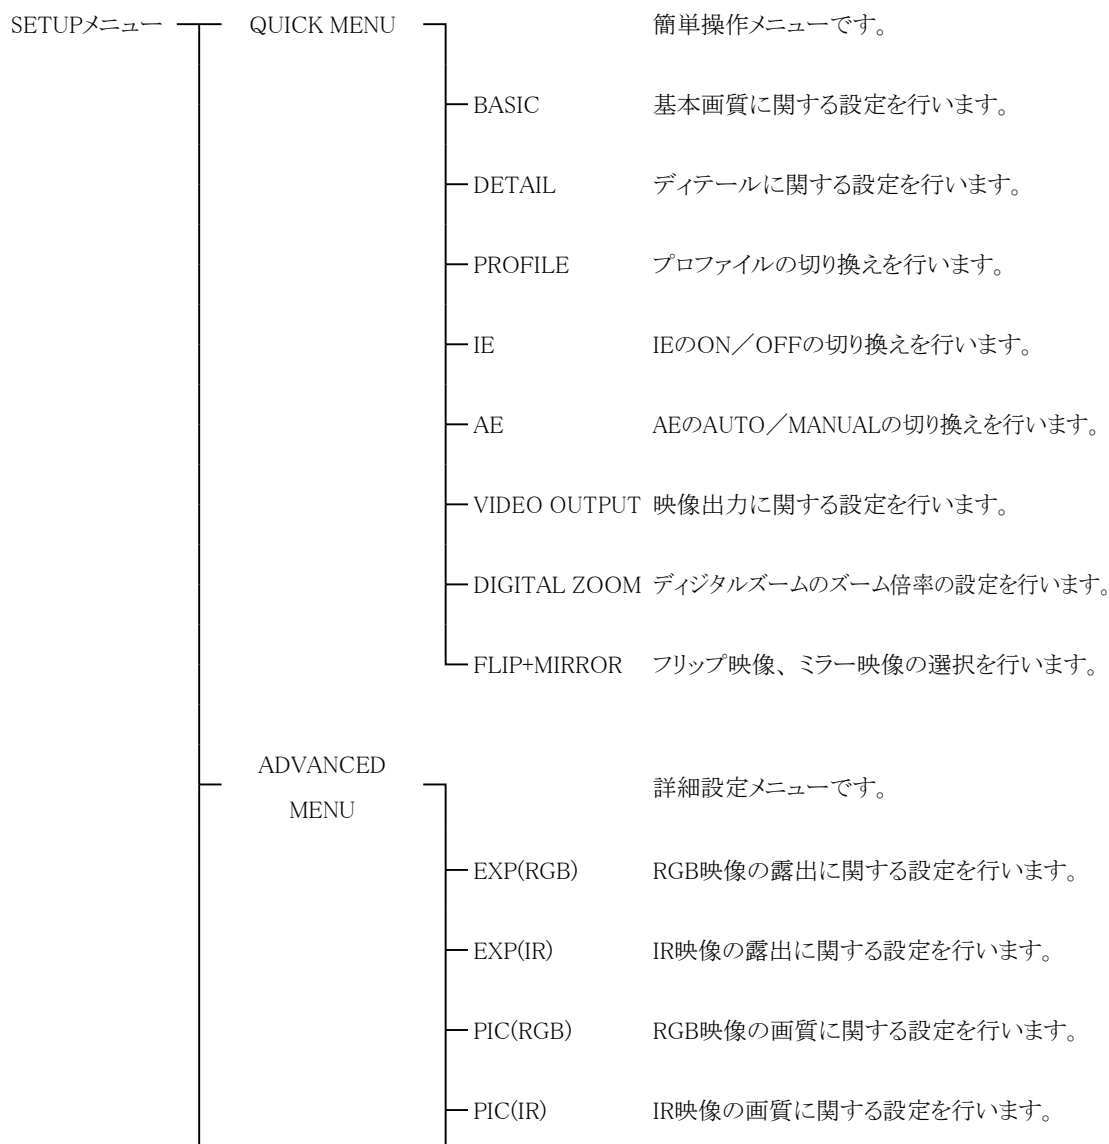 SETUPメニュー QUICK MENU 簡単操作メニューです。
BASIC 基本画質に関する設定を行います。
DETAIL ディテールに関する設定を行います。
PROFILE プロファイルの切り換えを行います。
IE IEのON／OFFの切り換えを行います。
AE AEのAUTO／MANUALの切り換えを行います。
VIDEO OUTPUT 映像出力に関する設定を行います。
DIGITAL ZOOM ディジタルズームのズーム倍率の設定を行います。
FLIP+MIRROR フリップ映像、ミラー映像の選択を行います。
ADVANCED
MENU
詳細設定メニューです。
EXP(RGB) RGB映像の露出に関する設定を行います。
EXP(IR) IR映像の露出に関する設定を行います。
PIC(RGB) RGB映像の画質に関する設定を行います。
PIC(IR) IR映像の画質に関する設定を行います。